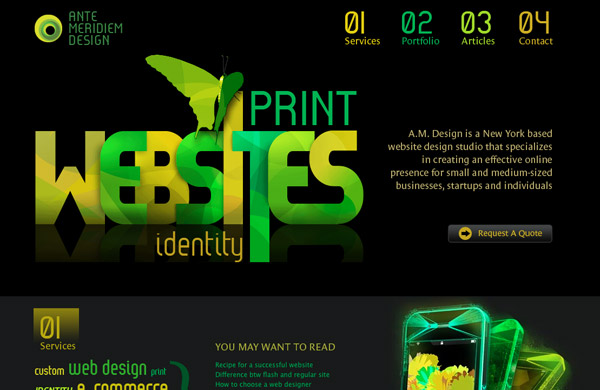 ANTE
MERIDIEM
DESIGN
01
Services
02
Portfolio
03
Articles
04
Contact
PRINT
WEBSITES
identity
A.M. Design is a New York based
website design studio that specializes
in creating an effective online
presence for small and medium-sized
businesses, startups and individuals
Request A Quote
01
Services
custom web design print
IDENTITY e-commerce
YOU MAY WANT TO READ
Recipe for a successful website
Difference btw flash and regular site
How to choose a web designer